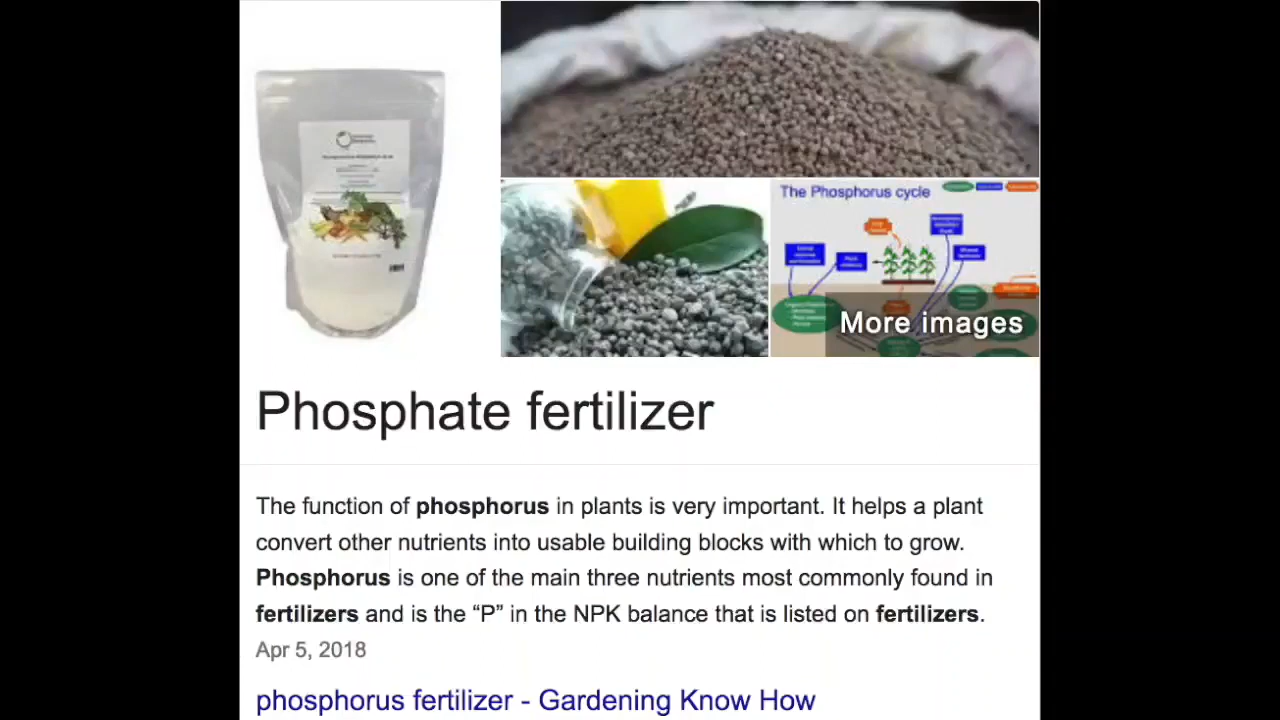 The Phosphorus cycle
More images
Phosphate fertilizer
The function of phosphorus in plants is very important. It helps a plant
convert other nutrients into usable building blocks with which to grow.
Phosphorus is one of the main three nutrients most commonly found in
fertilizers and is the “P” in the NPK balance that is listed on fertilizers.
Apr 5, 2018
phosphorus fertilizer - Gardening Know How